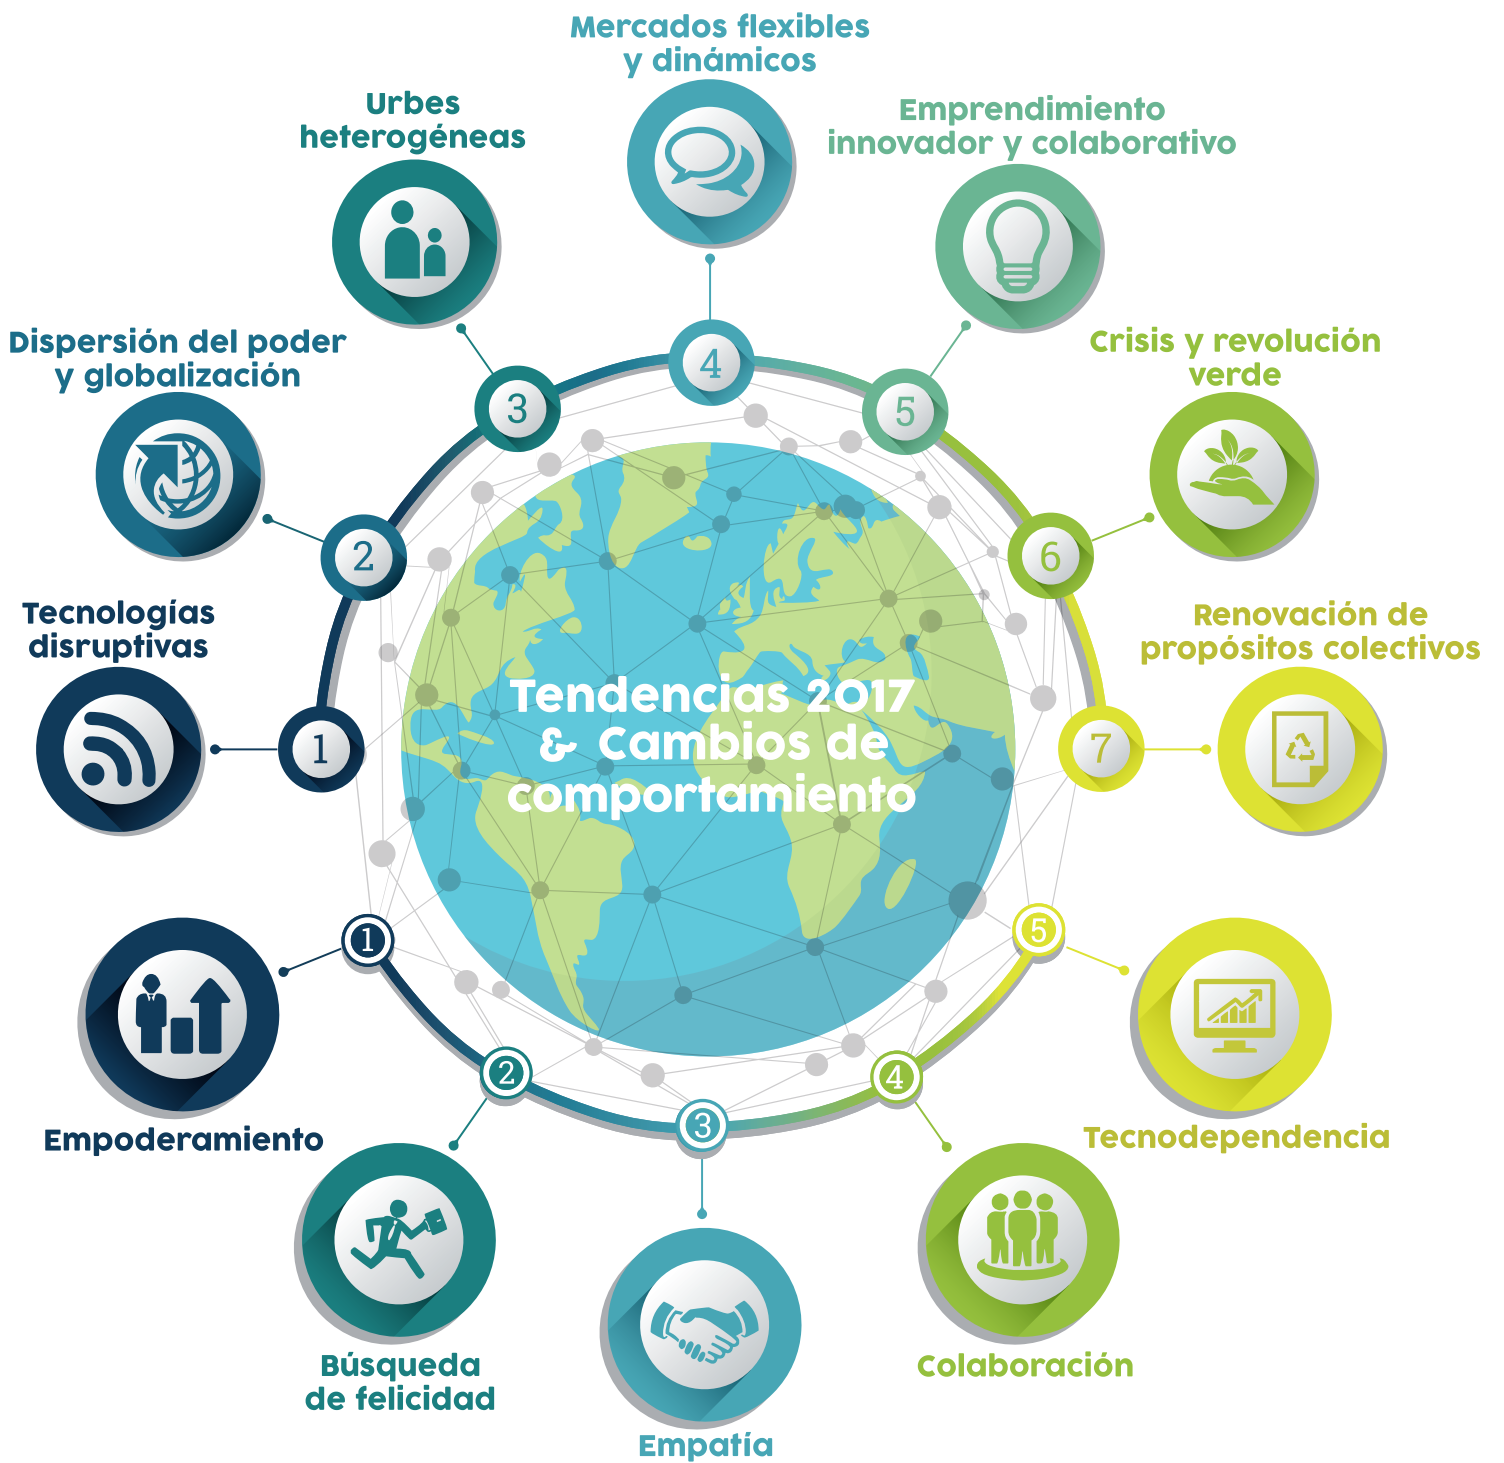 Mercados flexibles
y dinámicos
Urbes
heterogéneas
Emprendimiento
innovador y colaborativo
Dispersión del poder
y globalización
Crisis y revolución
verde
Tecnologías
disruptivas
Renovación de
propósitos colectivos
1
2
3
4
5
6
7
Tendencias 2017
& Cambios de
comportamiento
1
2
3
4
5
Empoderamiento
Búsqueda
de felicidad
Empatía
Colaboración
Tecnodependencia